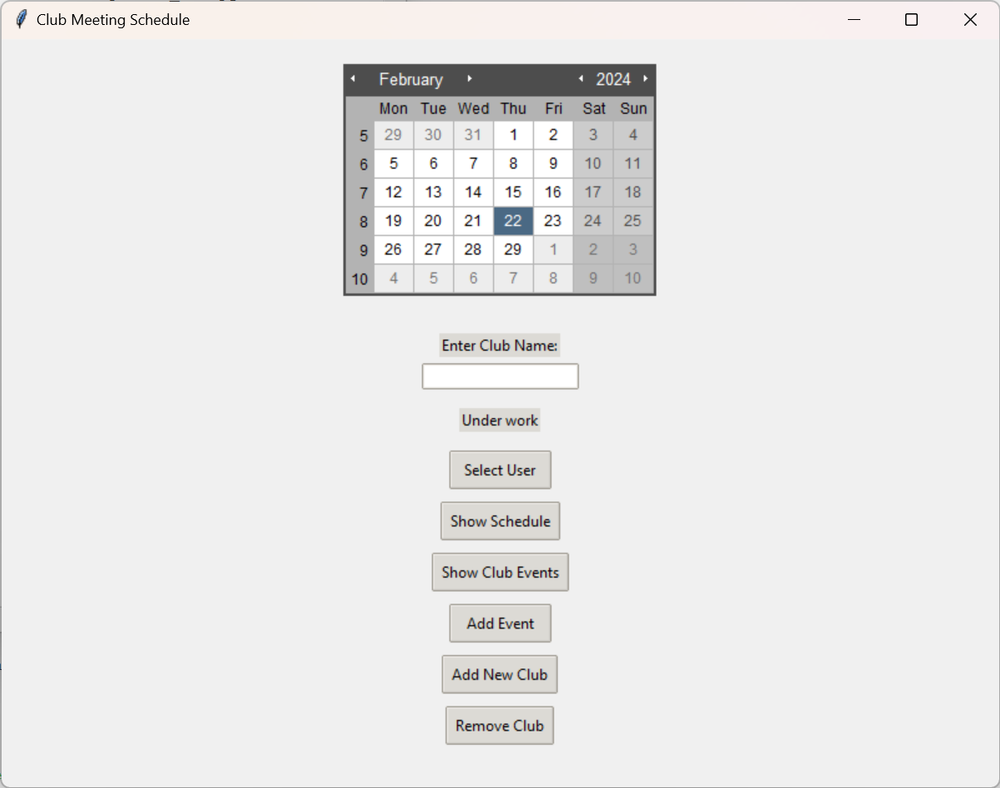 Club Meeting Schedule
February 2024
Mon Tue Wed Thu Fri Sat Sun
5 29 30 31 1 2 3 4
6 5 6 7 8 9 10 11
7 12 13 14 15 16 17 18
8 19 20 21 22 23 24 25
9 26 27 28 29 1 2 3
10 4 5 6 7 8 9 10
Enter Club Name:
Under work
Select User
Show Schedule
Show Club Events
Add Event
Add New Club
Remove Club